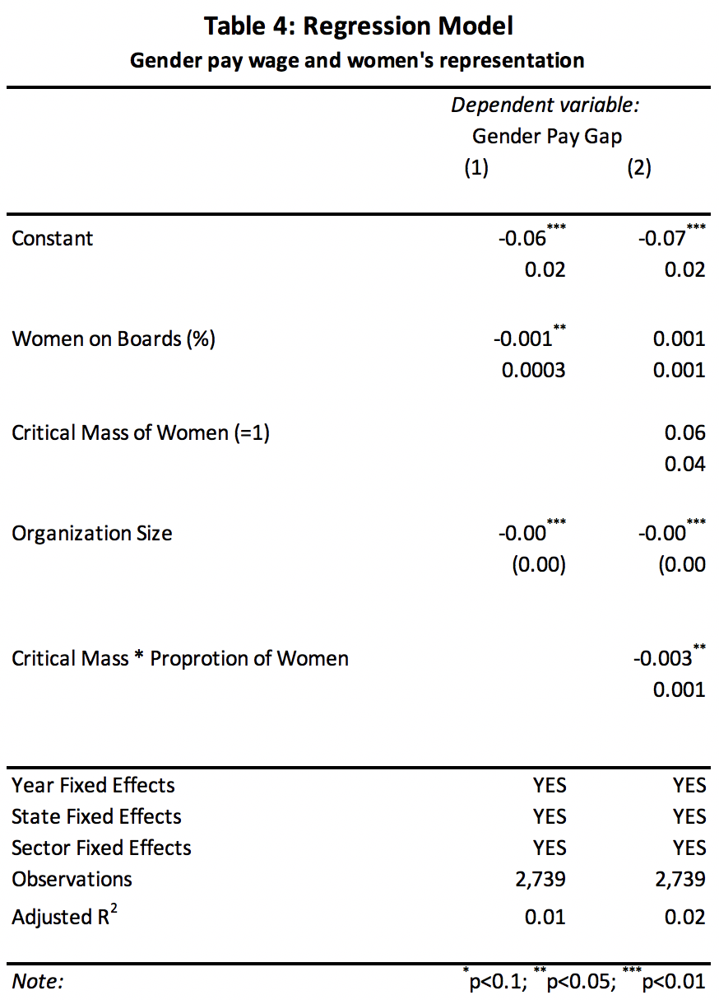 Table 4: Regression Model
Gender pay wage and women's representation
Dependent variable:
Gender Pay Gap
(1) (2)
Constant -0.06*** -0.07***
0.02 0.02
Women on Boards (%) -0.001** 0.001
0.0003 0.001
Critical Mass of Women (=1) 0.06
0.04
Organization Size -0.00*** -0.00***
(0.00) (0.00
Critical Mass * Proprotion of Women -0.003**
0.001
Year Fixed Effects YES YES
State Fixed Effects YES YES
Sector Fixed Effects YES YES
Observations 2,739 2,739
Adjusted R2 0.01 0.02
Note: *p<0.1; **p<0.05; ***p<0.01